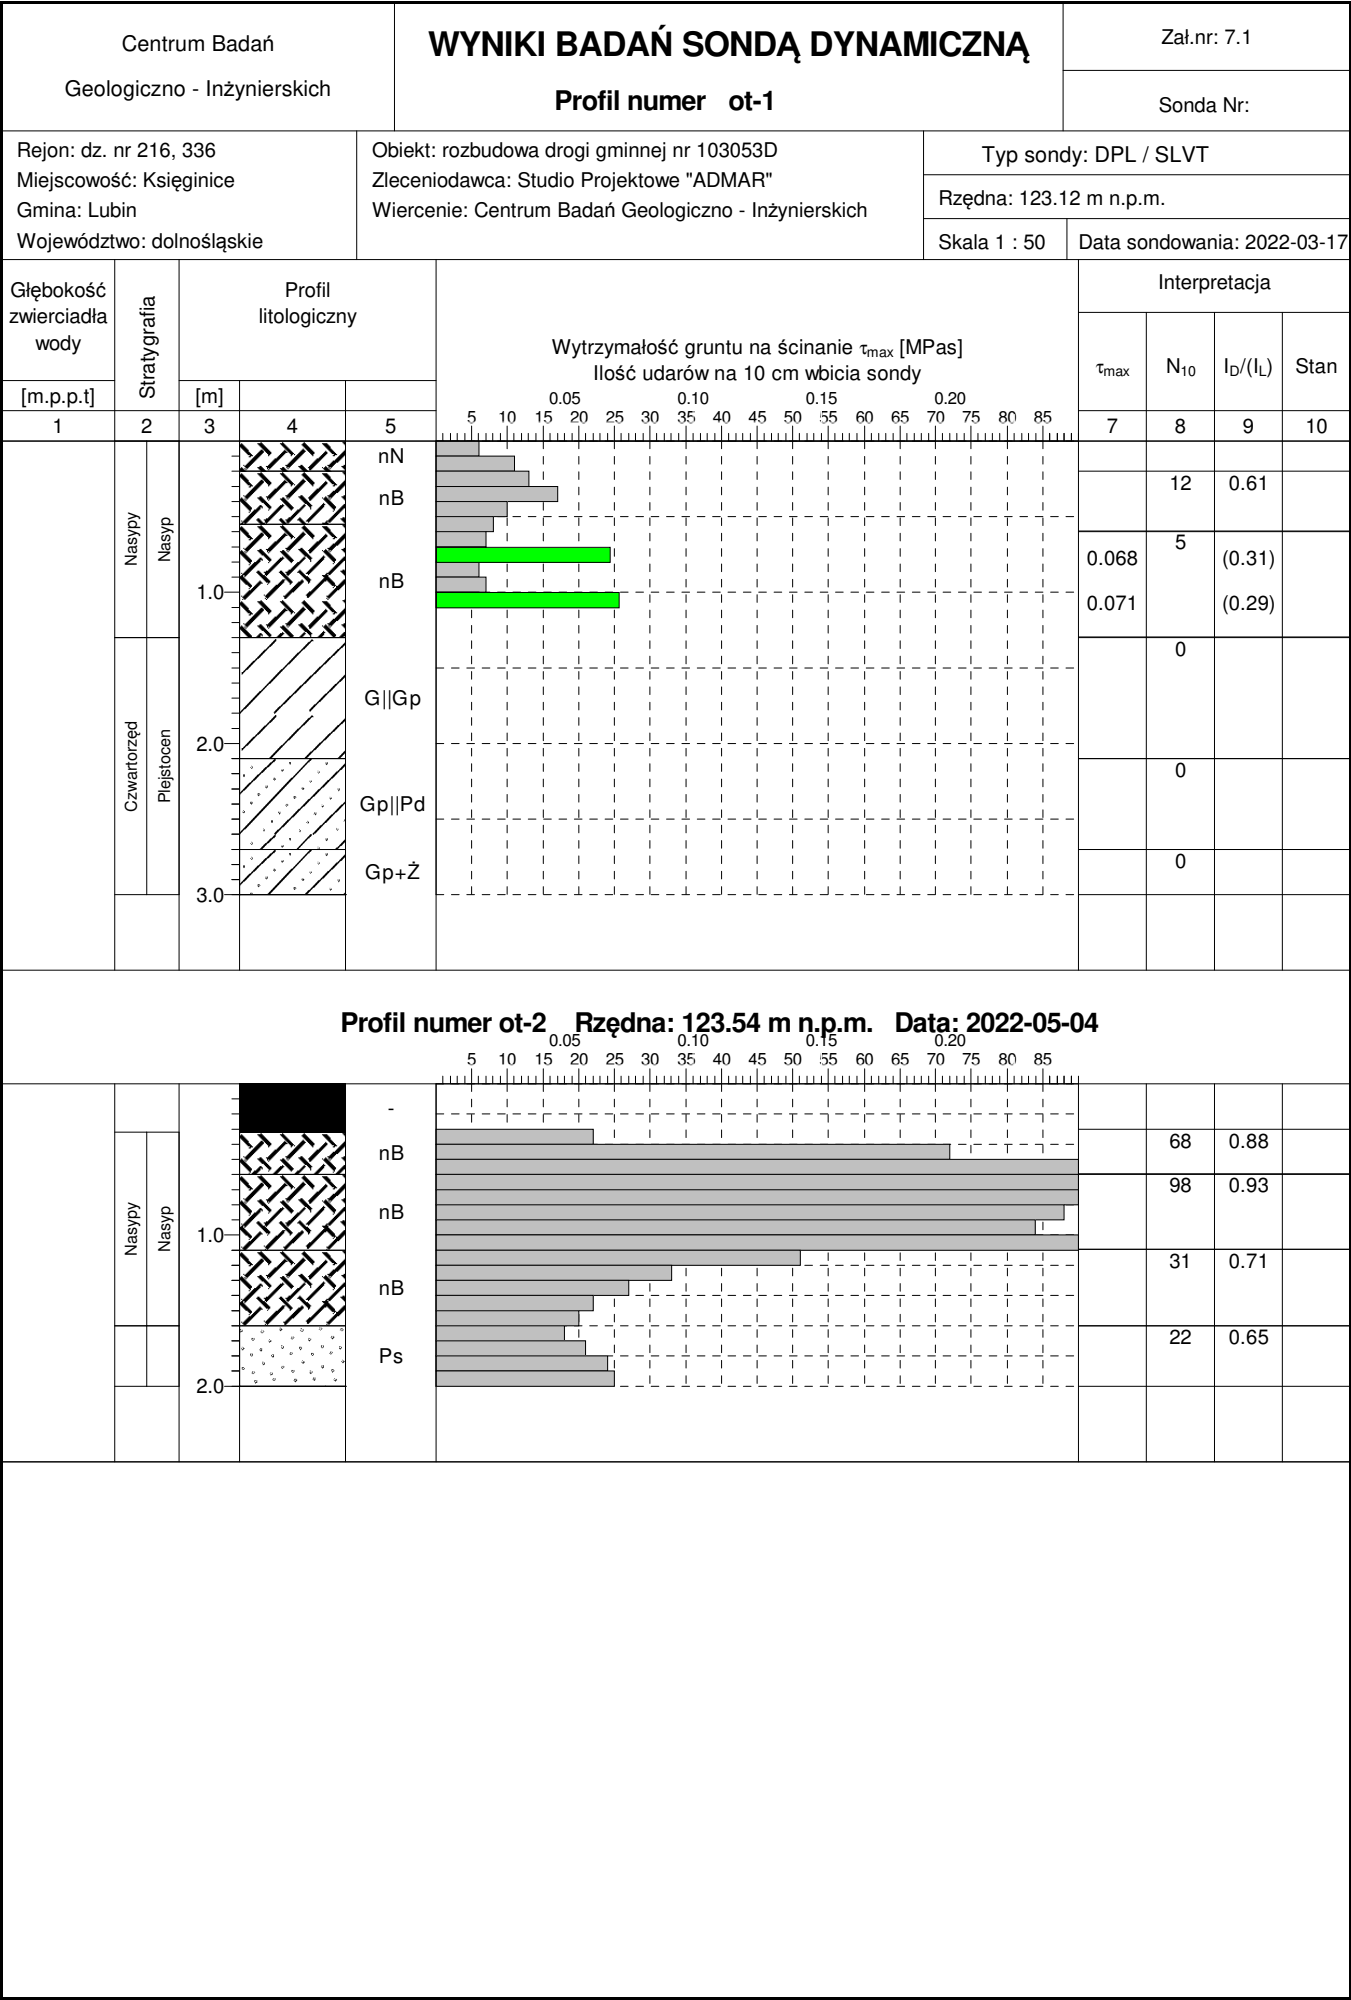 Centrum Badań
Geologiczno - Inżynierskich
WYNIKI BADAŃ SONDĄ DYNAMICZNĄ
Profil numer ot-1
Zał.nr: 7.1
Sonda Nr:
Rejon: dz. nr 216, 336
Miejscowość: Księginice
Gmina: Lubin
Województwo: dolnośląskie
Obiekt: rozbudowa drogi gminnej nr 103053D
Zleceniodawca: Studio Projektowe "ADMAR"
Wiercenie: Centrum Badań Geologiczno - Inżynierskich
Typ sondy: DPL / SLVT
Rzędna: 123.12 m n.p.m.
Skala 1 : 50
Data sondowania: 2022-03-17
Głębokość
zwierciadła
wody
[m.p.p.t]
Stratygrafia
Profil
litologiczny
[m]
Wytrzymałość gruntu na ścinanie τmax [MPas]
Ilość udarów na 10 cm wbicia sondy
0.05 0.10 0.15 0.20
5 10 15 20 25 30 35 40 45 50 55 60 65 70 75 80 85
Interpretacja
τmax N10 ID/(IL) Stan
1 2 3 4 5 7 8 9 10
nN
nB 12 0.61
Nasypy Nasyp
5
0.068 (0.31)
nB
1.0
0.071 (0.29)
0
G||Gp
2.0
Czwartorzęd Plejstocen
0
Gp||Pd
0
Gp+Ż
3.0
Profil numer ot-2 Rzędna: 123.54 m n.p.m. Data: 2022-05-04
0.05 0.10 0.15 0.20
5 10 15 20 25 30 35 40 45 50 55 60 65 70 75 80 85
-
nB 68 0.88
98 0.93
nB
Nasypy Nasyp
1.0
31 0.71
nB
22 0.65
Ps
2.0